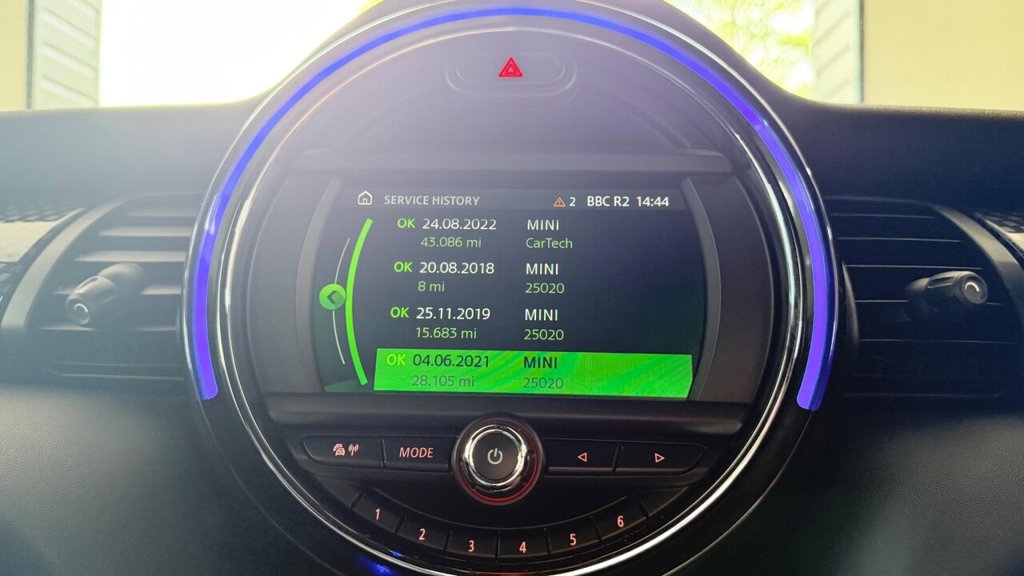 SERVICE HISTORY 2 BBC R2 14:44
OK 24.08.2022 MINI
43.086 mi CarTech
OK 20.08.2018 MINI
8 mi 25020
OK 25.11.2019 MINI
15.683 mi 25020
OK 04.06.2021 MINI
28.105 mi 25020
MODE
1 2 3 4 5 6